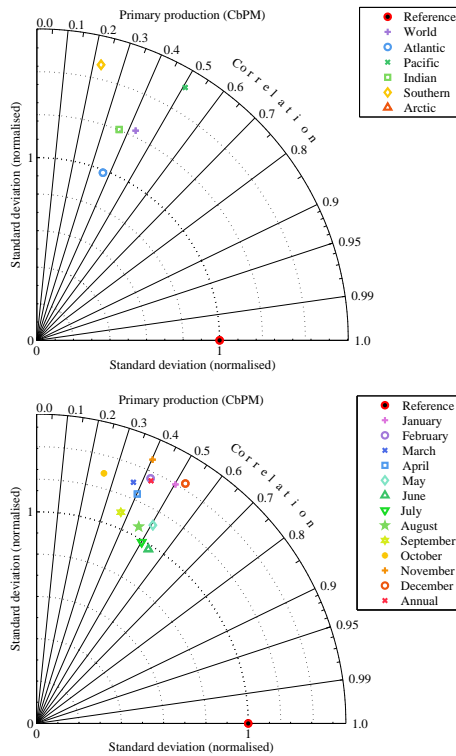 Primary production (CbPM)
0.0 0.1 0.2 0.3 0.4 0.5 0.6 0.7 0.8 0.9 0.95 0.99 1.0
Correlation
Standard deviation (normalised)
1
0
0 1
Standard deviation (normalised)
Reference
World
Atlantic
Pacific
Indian
Southern
Arctic
Primary production (CbPM)
0.0 0.1 0.2 0.3 0.4 0.5 0.6 0.7 0.8 0.9 0.95 0.99 1.0
Correlation
Standard deviation (normalised)
1
0
0 1
Standard deviation (normalised)
Reference
January
February
March
April
May
June
July
August
September
October
November
December
Annual